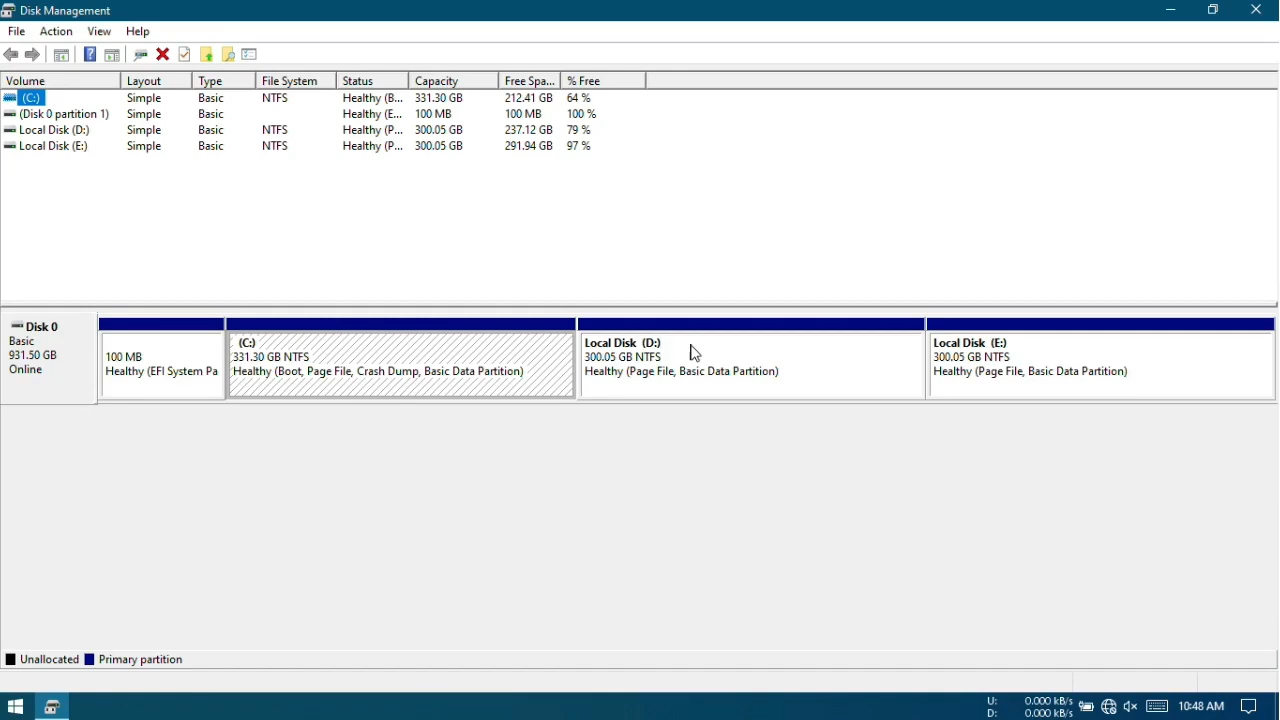 Disk Management
File Action View Help
Volume Layout Type File System Status Capacity Free Spa... % Free
(C:) Simple Basic NTFS Healthy (B... 331.30 GB 212.41 GB 64 %
(Disk 0 partition 1) Simple Basic Healthy (E... 100 MB 100 MB 100 %
Local Disk (D:) Simple Basic NTFS Healthy (P... 300.05 GB 237.12 GB 79 %
Local Disk (E:) Simple Basic NTFS Healthy (P... 300.05 GB 291.94 GB 97 %
Disk 0
Basic
931.50 GB
Online
100 MB
Healthy (EFI System Pa
(C:)
331.30 GB NTFS
Healthy (Boot, Page File, Crash Dump, Basic Data Partition)
Local Disk (D:)
300.05 GB NTFS
Healthy (Page File, Basic Data Partition)
Local Disk (E:)
300.05 GB NTFS
Healthy (Page File, Basic Data Partition)
Unallocated Primary partition
U: 0.000 kB/s
D: 0.000 kB/s
10:48 AM